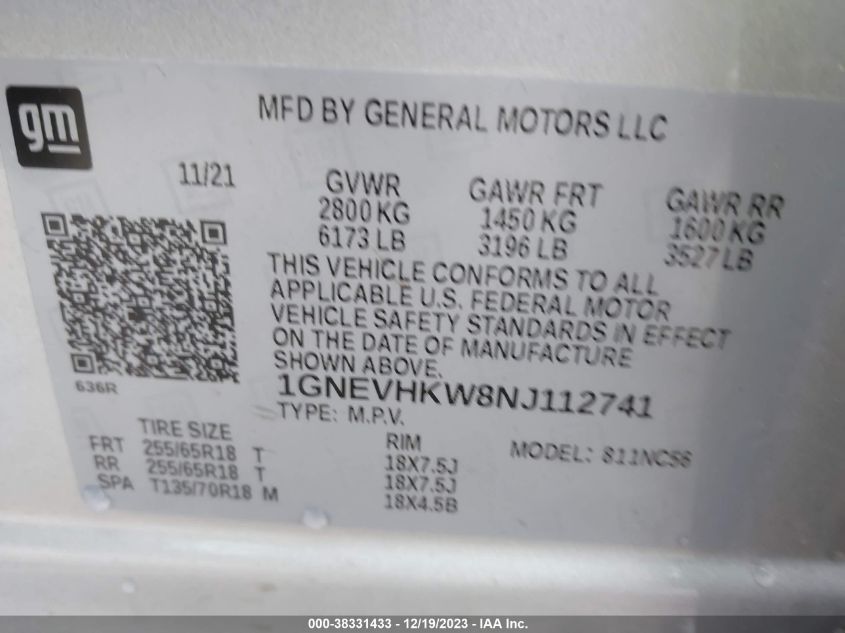 gm
MFD BY GENERAL MOTORS LLC
11/21
GVWR GAWR FRT GAWR RR
2800 KG 1450 KG 1600 KG
6173 LB 3196 LB 3527 LB
THIS VEHICLE CONFORMS TO ALL
APPLICABLE U.S. FEDERAL MOTOR
VEHICLE SAFETY STANDARDS IN EFFECT
ON THE DATE OF MANUFACTURE
SHOWN ABOVE.
636R
1GNEVHKW8NJ112741
TYPE: M.P.V.
TIRE SIZE RIM MODEL: 811NC56
FRT 255/65R18 T 18X7.5J
RR 255/65R18 T 18X7.5J
SPA T135/70R18 M 18X4.5B
000-38331433 - 12/19/2023 - IAA Inc.